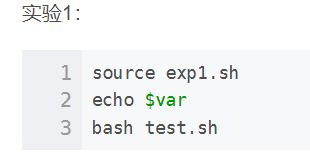 实验1：
1 source exp1.sh
2 echo $var
3 bash test.sh